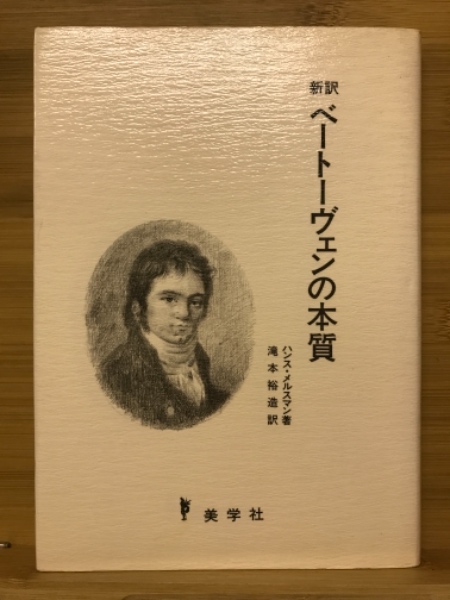 新訳
ベートーヴェンの本質
ハンス・メルスマン著
滝本裕造訳
美学社